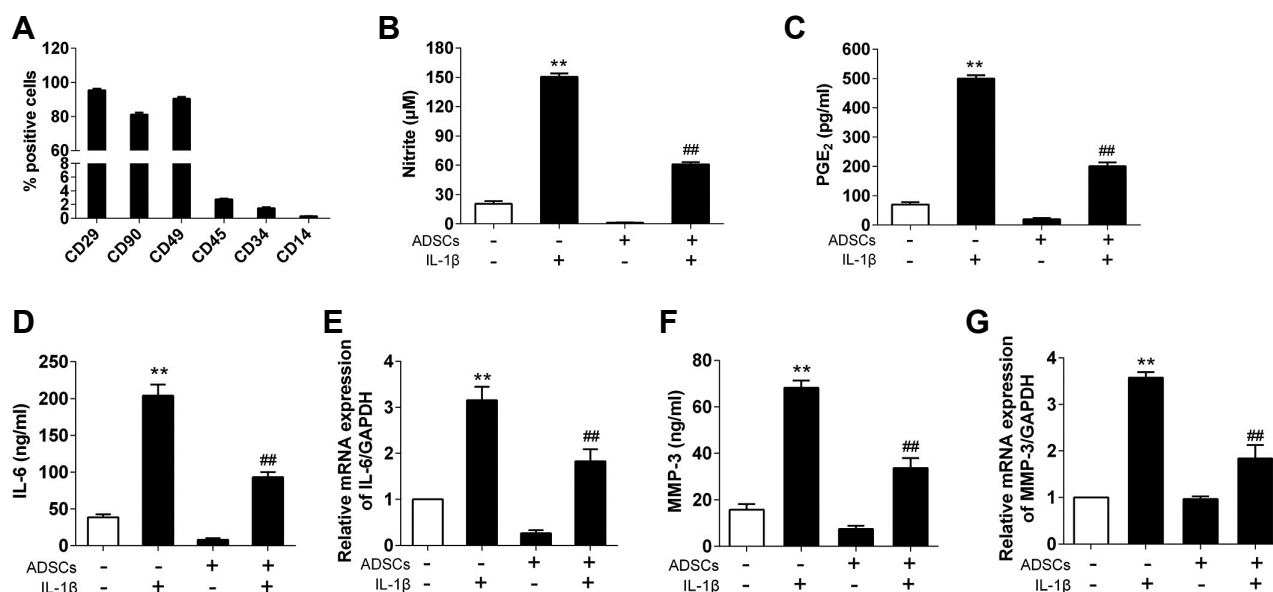 A
% positive cells
120
100
80
60
8
6
4
2
0
CD29 CD90 CD49 CD45 CD34 CD14
B
Nitrite (µM)
180
150
120
90
60
30
0
**
##
ADSCs - - + +
IL-1β - + - +
C
PGE₂ (pg/ml)
600
500
400
300
200
100
0
**
##
ADSCs - - + +
IL-1β - + - +
D
IL-6 (ng/ml)
250
200
150
100
50
0
**
##
ADSCs - - + +
IL-1β - + - +
E
Relative mRNA expression
of IL-6/GAPDH
4
3
2
1
0
**
##
ADSCs - - + +
IL-1β - + - +
F
MMP-3 (ng/ml)
80
60
40
20
0
**
##
ADSCs - - + +
IL-1β - + - +
G
Relative mRNA expression
of MMP-3/GAPDH
4
3
2
1
0
**
##
ADSCs - - + +
IL-1β - + - +